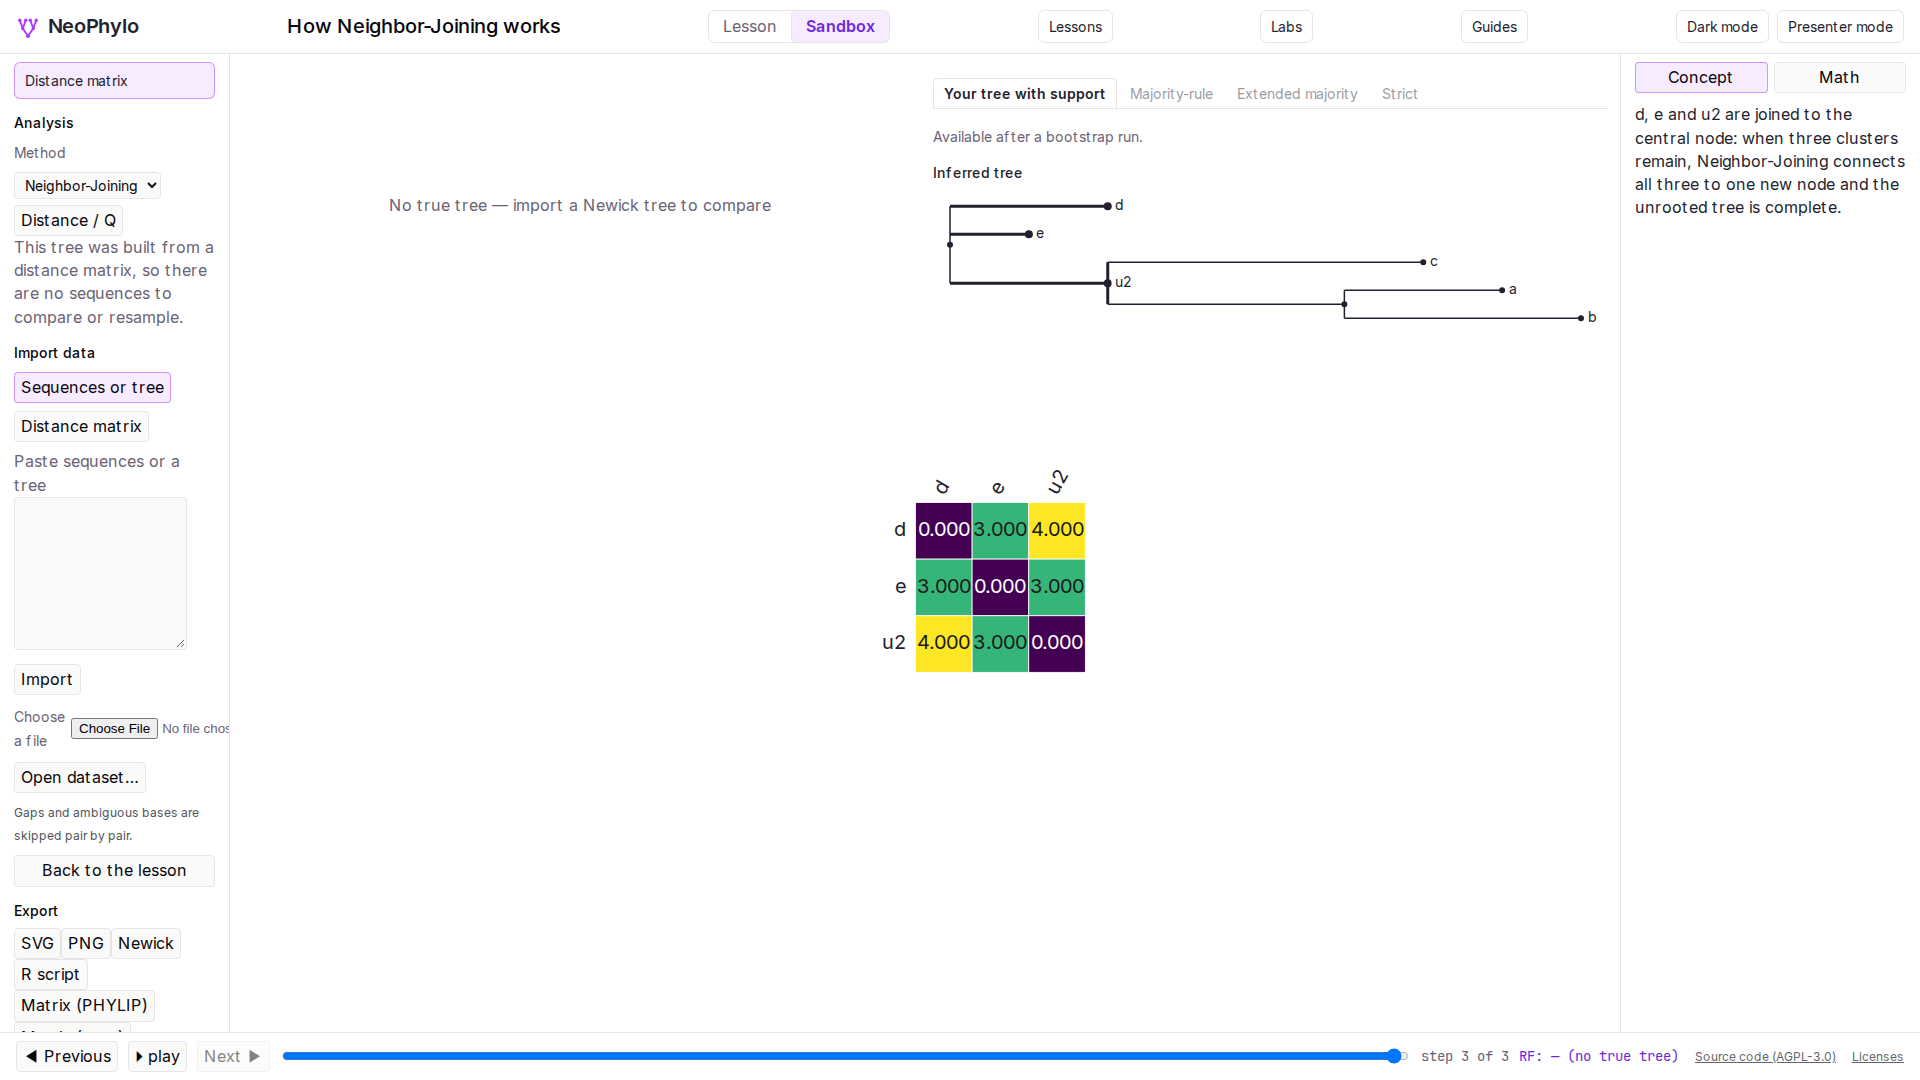 NeoPhylo
How Neighbor-Joining works
Lesson
Sandbox
Lessons
Labs
Guides
Dark mode
Presenter mode
Distance matrix
Analysis
Method
Neighbor-Joining
Distance / Q
This tree was built from a
distance matrix, so there
are no sequences to
compare or resample.
Import data
Sequences or tree
Distance matrix
Paste sequences or a
tree
Import
Choose
a file
Choose File
No file chos
Open dataset...
Gaps and ambiguous bases are
skipped pair by pair.
Back to the lesson
Export
SVG
PNG
Newick
R script
Matrix (PHYLIP)
No true tree — import a Newick tree to compare
Your tree with support
Majority-rule
Extended majority
Strict
Available after a bootstrap run.
Inferred tree
d
e
c
u2
a
b
d e u2
d 0.000 3.000 4.000
e 3.000 0.000 3.000
u2 4.000 3.000 0.000
Concept
Math
d, e and u2 are joined to the
central node: when three clusters
remain, Neighbor-Joining connects
all three to one new node and the
unrooted tree is complete.
◀ Previous
play
Next ▶
step 3 of 3
RF: — (no true tree)
Source code (AGPL-3.0)
Licenses